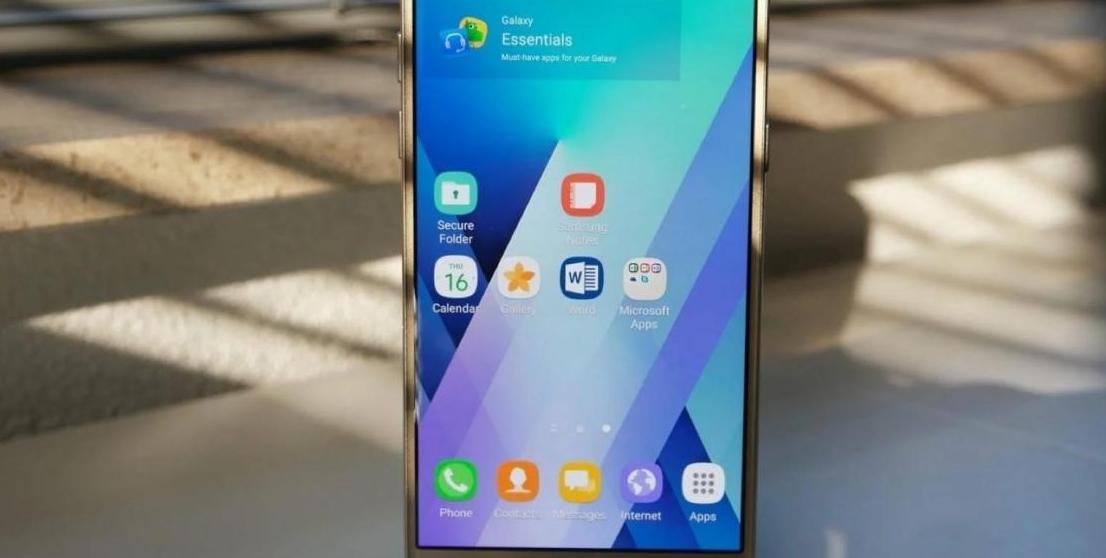 Galaxy
Essentials
Must-have apps for your Galaxy
Secure
Folder
Samsung
Notes
THU
16
Calendar
Gallery
W
Word
Microsoft
Apps
Phone
Contacts
Messages
Internet
Apps